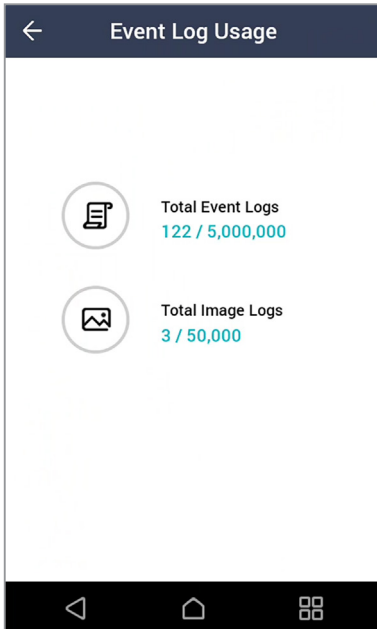 Event Log Usage
Total Event Logs
122 / 5,000,000
Total Image Logs
3 / 50,000